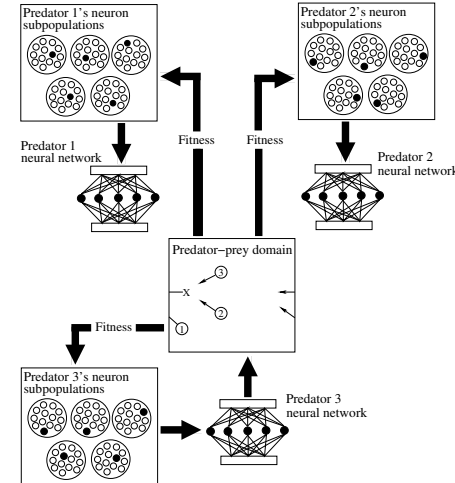 Predator 1's neuron
subpopulations
Predator 2's neuron
subpopulations
Fitness
Fitness
Predator 1
neural network
Predator 2
neural network
Predator−prey domain
3
X
2
1
Fitness
Predator 3's neuron
subpopulations
Predator 3
neural network